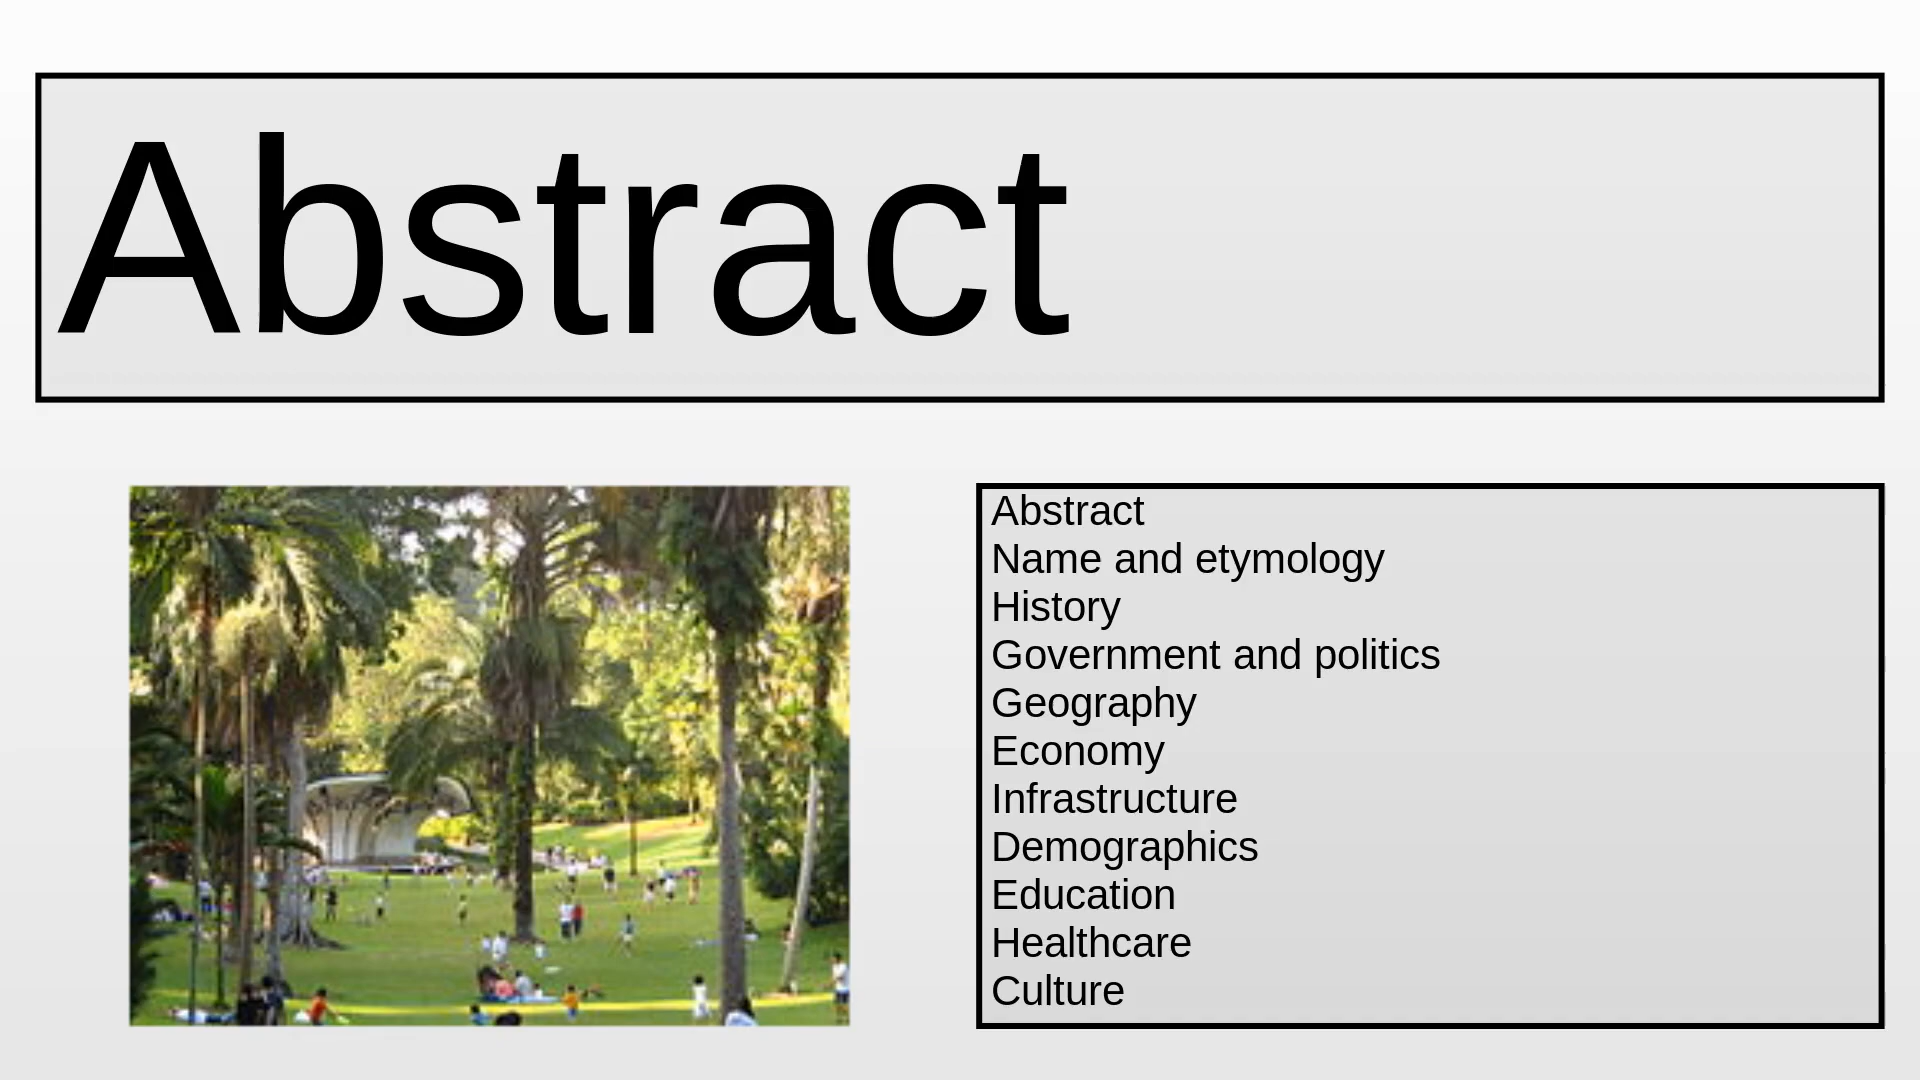 Abstract
Abstract
Name and etymology
History
Government and politics
Geography
Economy
Infrastructure
Demographics
Education
Healthcare
Culture